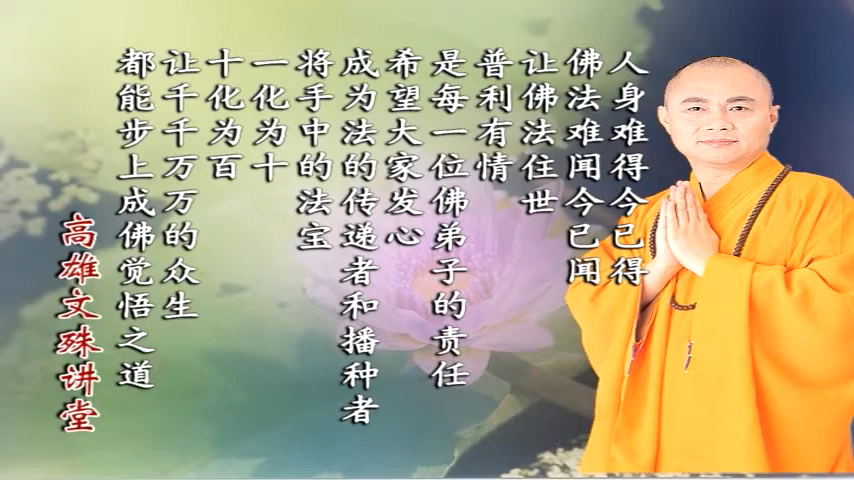 人身难得今已得
佛法难闻今已闻
让佛法住世
普利有情
是每一位佛弟子的责任
希望大家发心
成为法的传递者和播种者
将手中的法宝
一化为十
十化为百
让千千万万的众生
都能步上成佛觉悟之道
高雄文殊讲堂